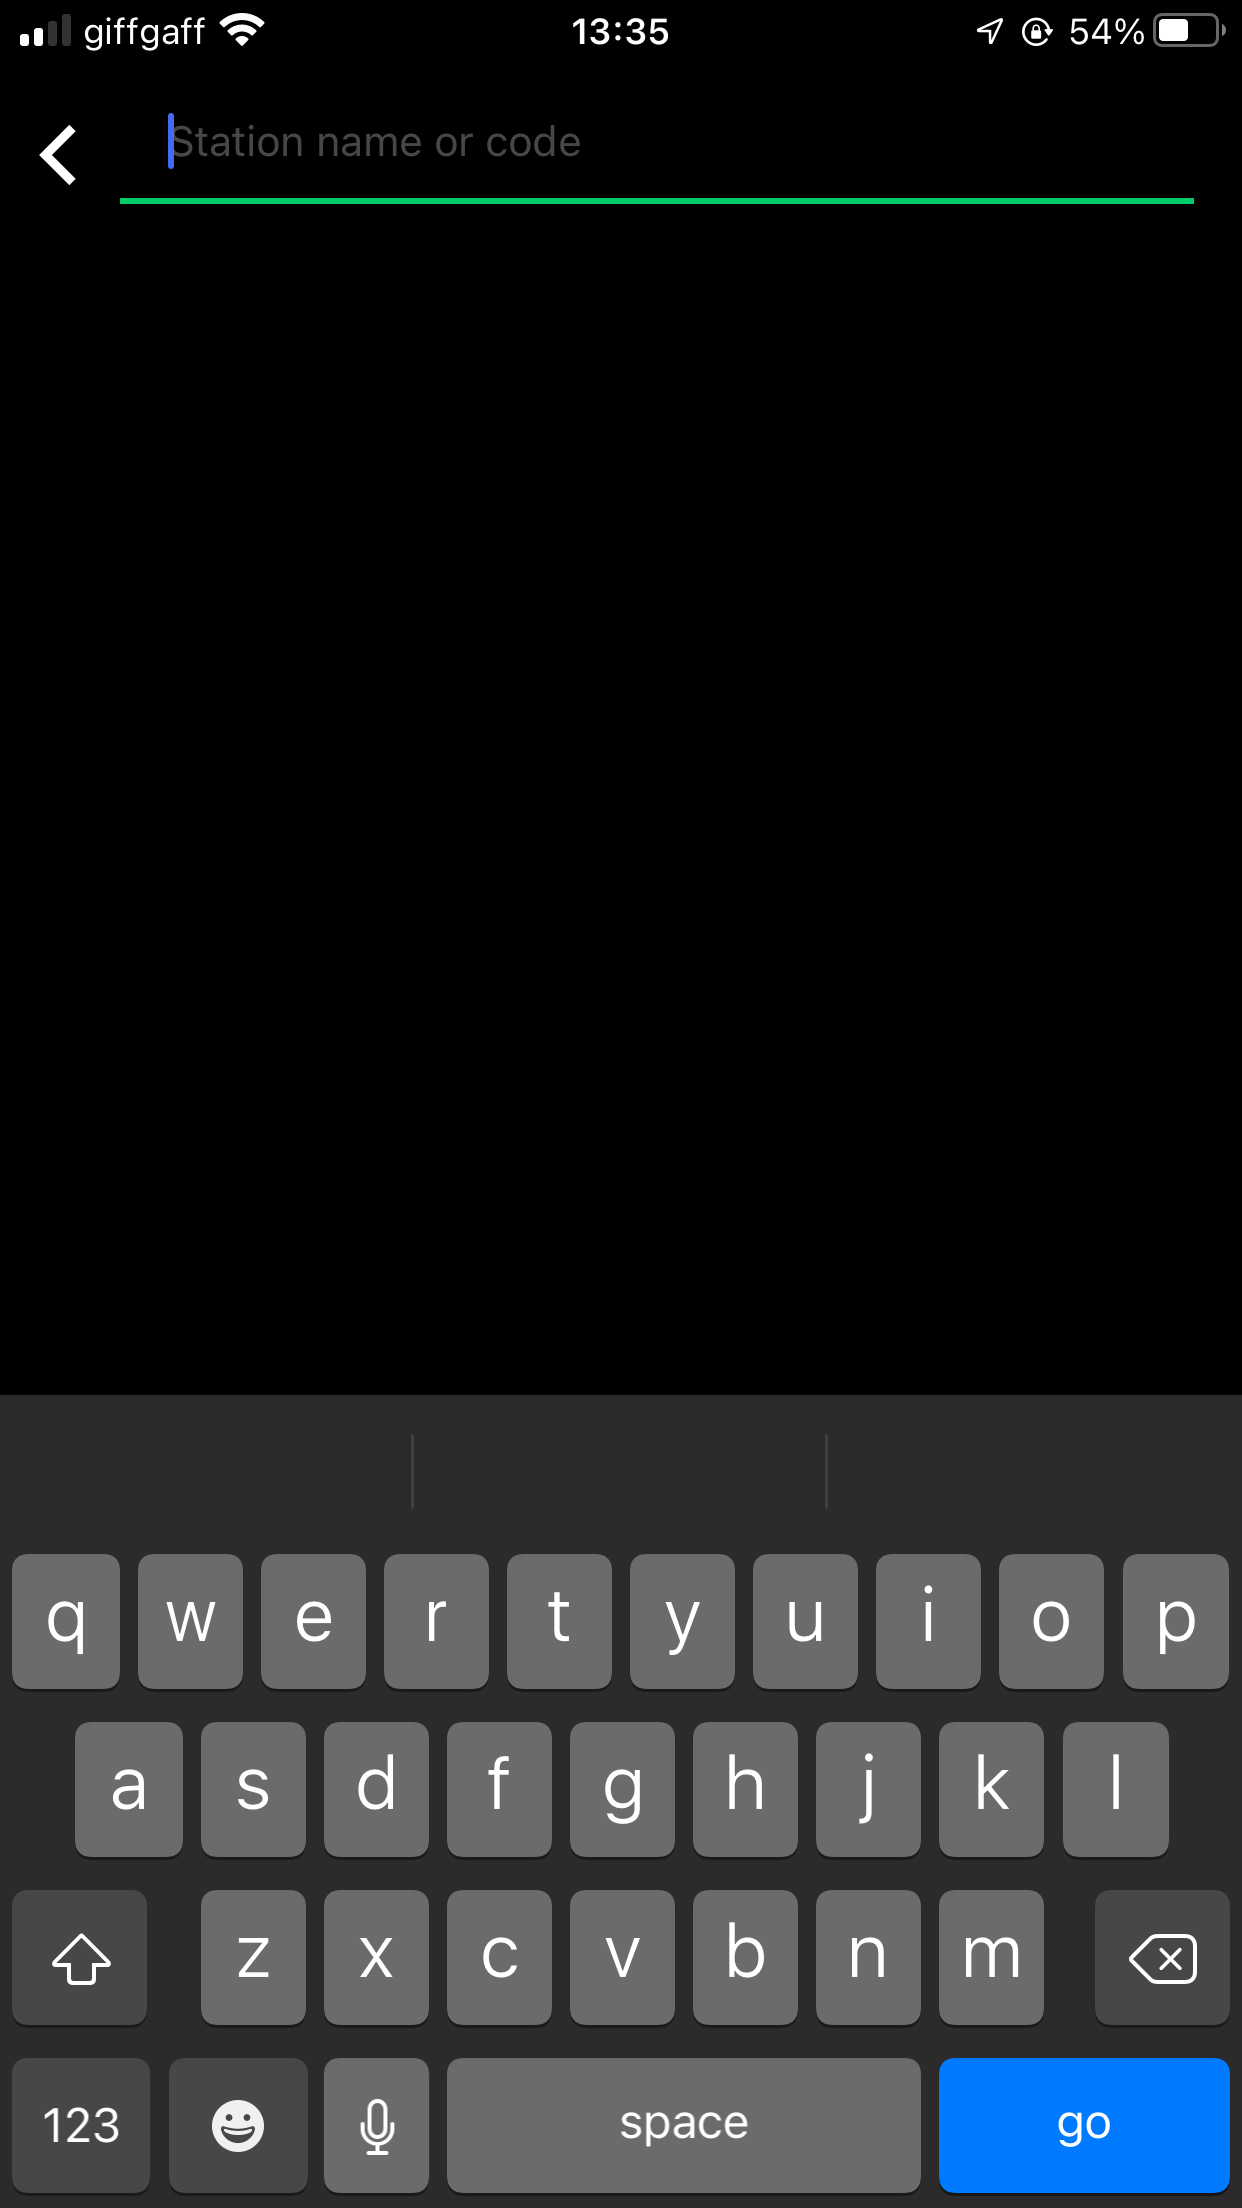 giffgaff 13:35 54%
Station name or code
q w e r t y u i o p
a s d f g h j k l
z x c v b n m
123 space go